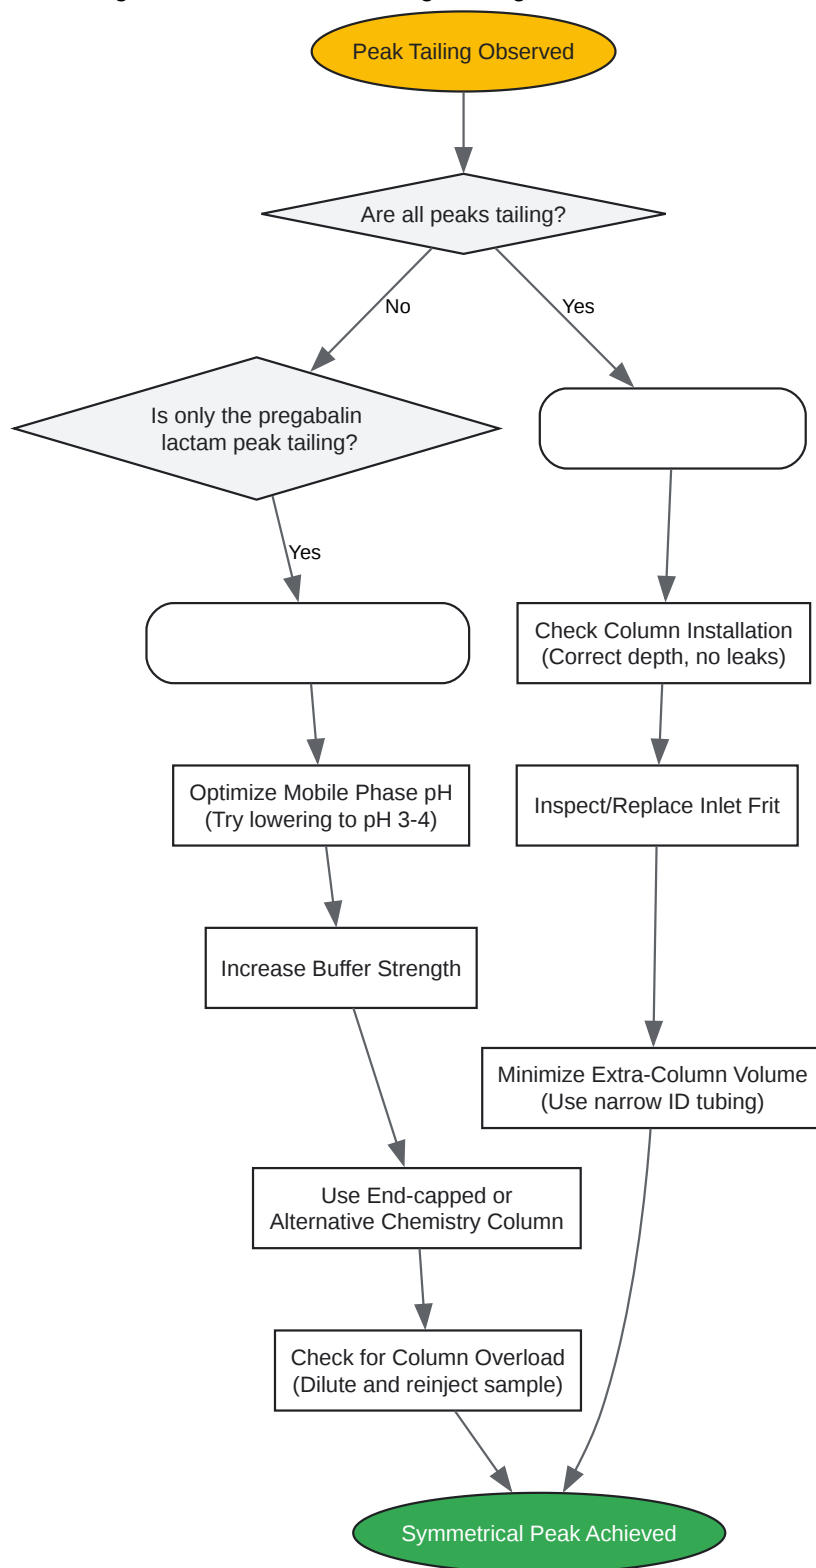 Peak Tailing Observed
Are all peaks tailing?
No
Yes
Is only the pregabalin
lactam peak tailing?
Yes
Check Column Installation
(Correct depth, no leaks)
Optimize Mobile Phase pH
(Try lowering to pH 3-4)
Inspect/Replace Inlet Frit
Increase Buffer Strength
Minimize Extra-Column Volume
(Use narrow ID tubing)
Use End-capped or
Alternative Chemistry Column
Check for Column Overload
(Dilute and reinject sample)
Symmetrical Peak Achieved